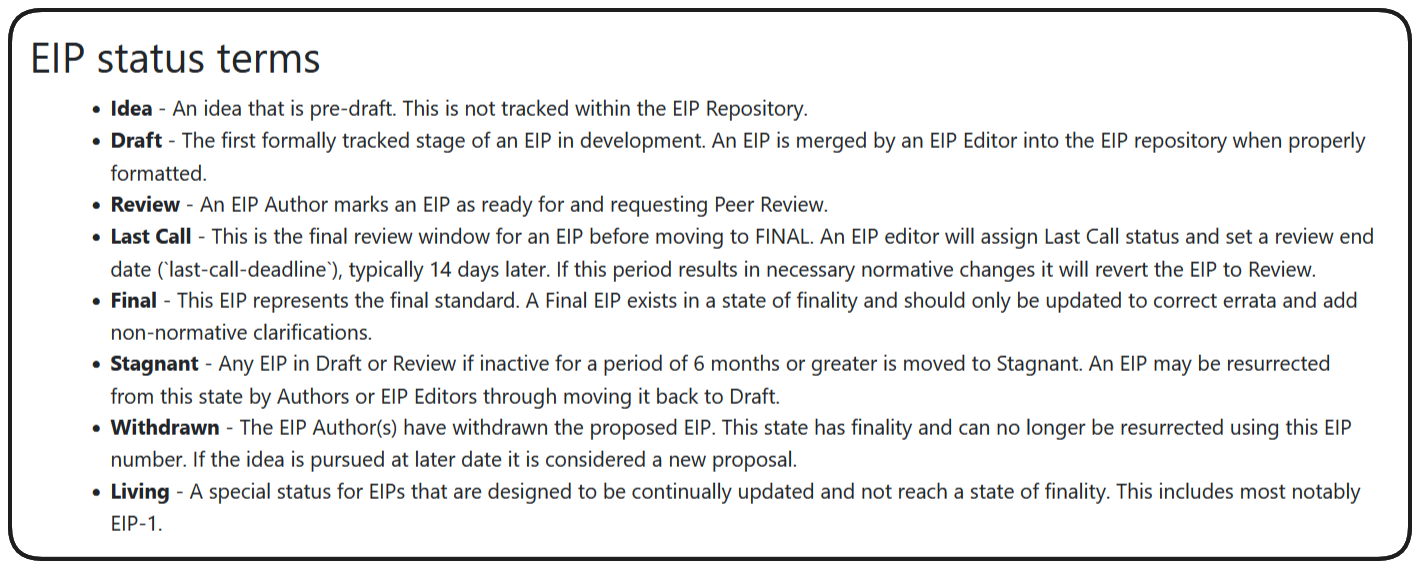 EIP status terms
• Idea - An idea that is pre-draft. This is not tracked within the EIP Repository.
• Draft - The first formally tracked stage of an EIP in development. An EIP is merged by an EIP Editor into the EIP repository when properly
formatted.
• Review - An EIP Author marks an EIP as ready for and requesting Peer Review.
• Last Call - This is the final review window for an EIP before moving to FINAL. An EIP editor will assign Last Call status and set a review end
date (`last-call-deadline`), typically 14 days later. If this period results in necessary normative changes it will revert the EIP to Review.
• Final - This EIP represents the final standard. A Final EIP exists in a state of finality and should only be updated to correct errata and add
non-normative clarifications.
• Stagnant - Any EIP in Draft or Review if inactive for a period of 6 months or greater is moved to Stagnant. An EIP may be resurrected
from this state by Authors or EIP Editors through moving it back to Draft.
• Withdrawn - The EIP Author(s) have withdrawn the proposed EIP. This state has finality and can no longer be resurrected using this EIP
number. If the idea is pursued at later date it is considered a new proposal.
• Living - A special status for EIPs that are designed to be continually updated and not reach a state of finality. This includes most notably
EIP-1.